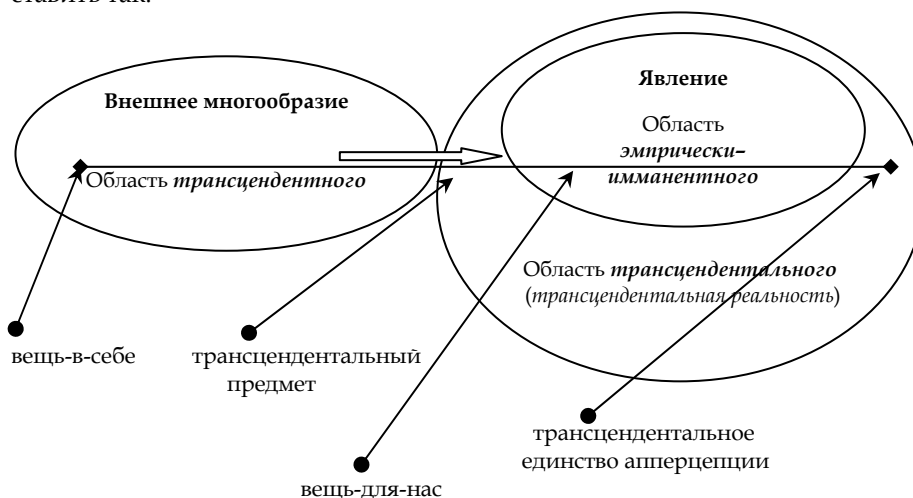 ставить так:
Внешнее многообразие
Область трансцендентного
Явление
Область
эмпрически–
имманентного
Область трансцендентального
(трансцендентальная реальность)
вещь-в-себе
трансцендентальный
предмет
вещь-для-нас
трансцендентальное
единство апперцепции